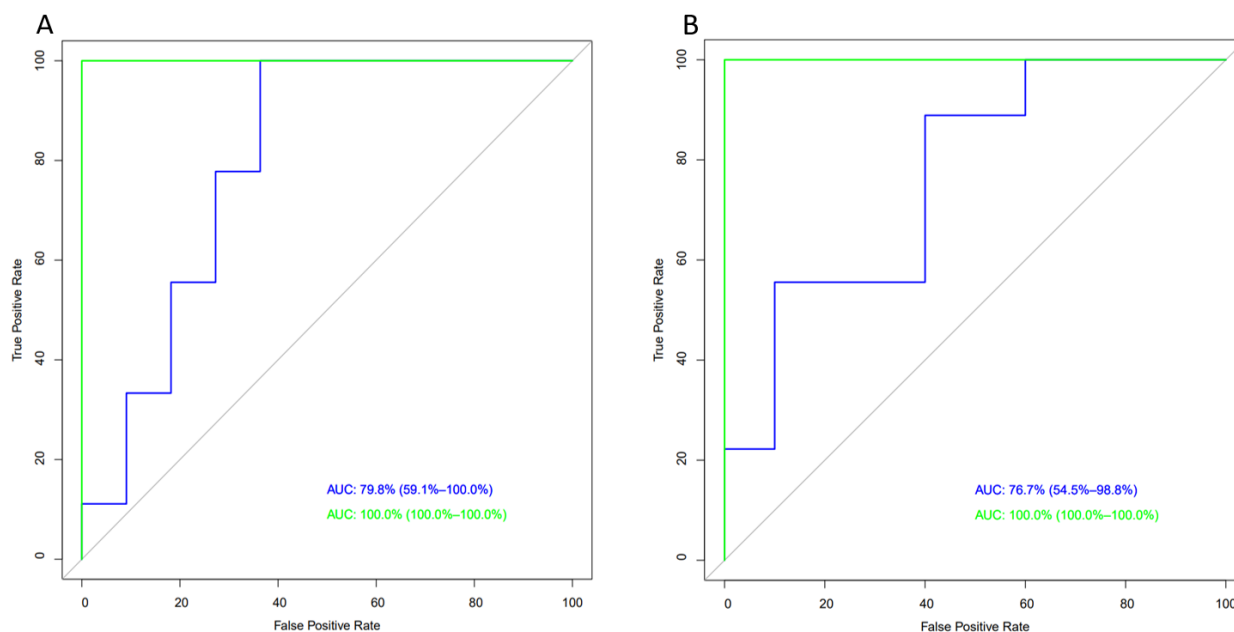 A
100
80
60
40
20
0
True Positive Rate
AUC: 79.8% (59.1%–100.0%)
AUC: 100.0% (100.0%–100.0%)
0 20 40 60 80 100
False Positive Rate
B
100
80
60
40
20
0
True Positive Rate
AUC: 76.7% (54.5%–98.8%)
AUC: 100.0% (100.0%–100.0%)
0 20 40 60 80 100
False Positive Rate